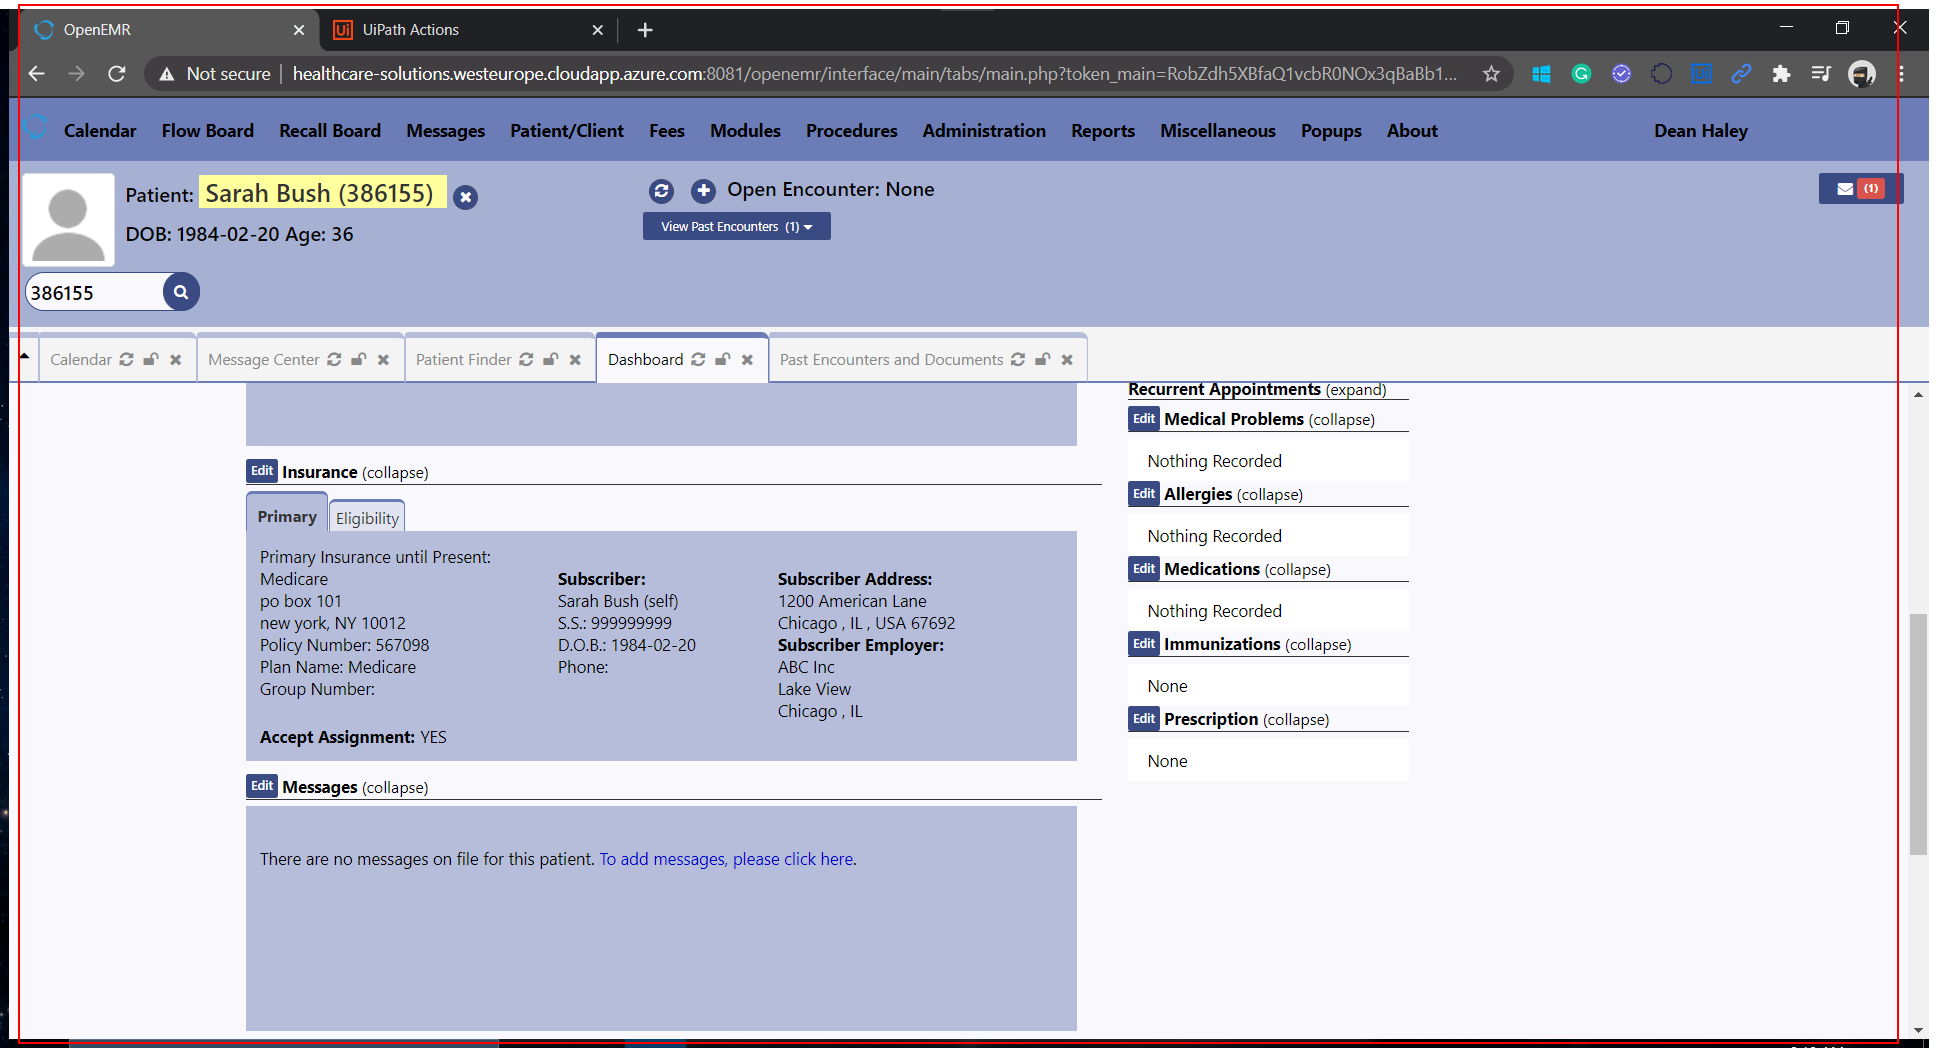 OpenEMR
UiPath Actions
Not secure healthcare-solutions.westeurope.cloudapp.azure.com:8081/openemr/interface/main/tabs/main.php?token_main=RobZdh5XBfaQ1vcbR0NOx3qBaBb1...
Calendar Flow Board Recall Board Messages Patient/Client Fees Modules Procedures Administration Reports Miscellaneous Popups About Dean Haley
Patient: Sarah Bush (386155)
DOB: 1984-02-20 Age: 36
386155
Open Encounter: None
View Past Encounters (1)
(1)
Calendar Message Center Patient Finder Dashboard Past Encounters and Documents
Edit Insurance (collapse)
Primary Eligibility
Primary Insurance until Present:
Medicare
po box 101
new york, NY 10012
Policy Number: 567098
Plan Name: Medicare
Group Number:
Subscriber:
Sarah Bush (self)
S.S.: 999999999
D.O.B.: 1984-02-20
Phone:
Subscriber Address:
1200 American Lane
Chicago , IL , USA 67692
Subscriber Employer:
ABC Inc
Lake View
Chicago , IL
Accept Assignment: YES
Edit Messages (collapse)
There are no messages on file for this patient. To add messages, please click here.
Recurrent Appointments (expand)
Edit Medical Problems (collapse)
Nothing Recorded
Edit Allergies (collapse)
Nothing Recorded
Edit Medications (collapse)
Nothing Recorded
Edit Immunizations (collapse)
None
Edit Prescription (collapse)
None